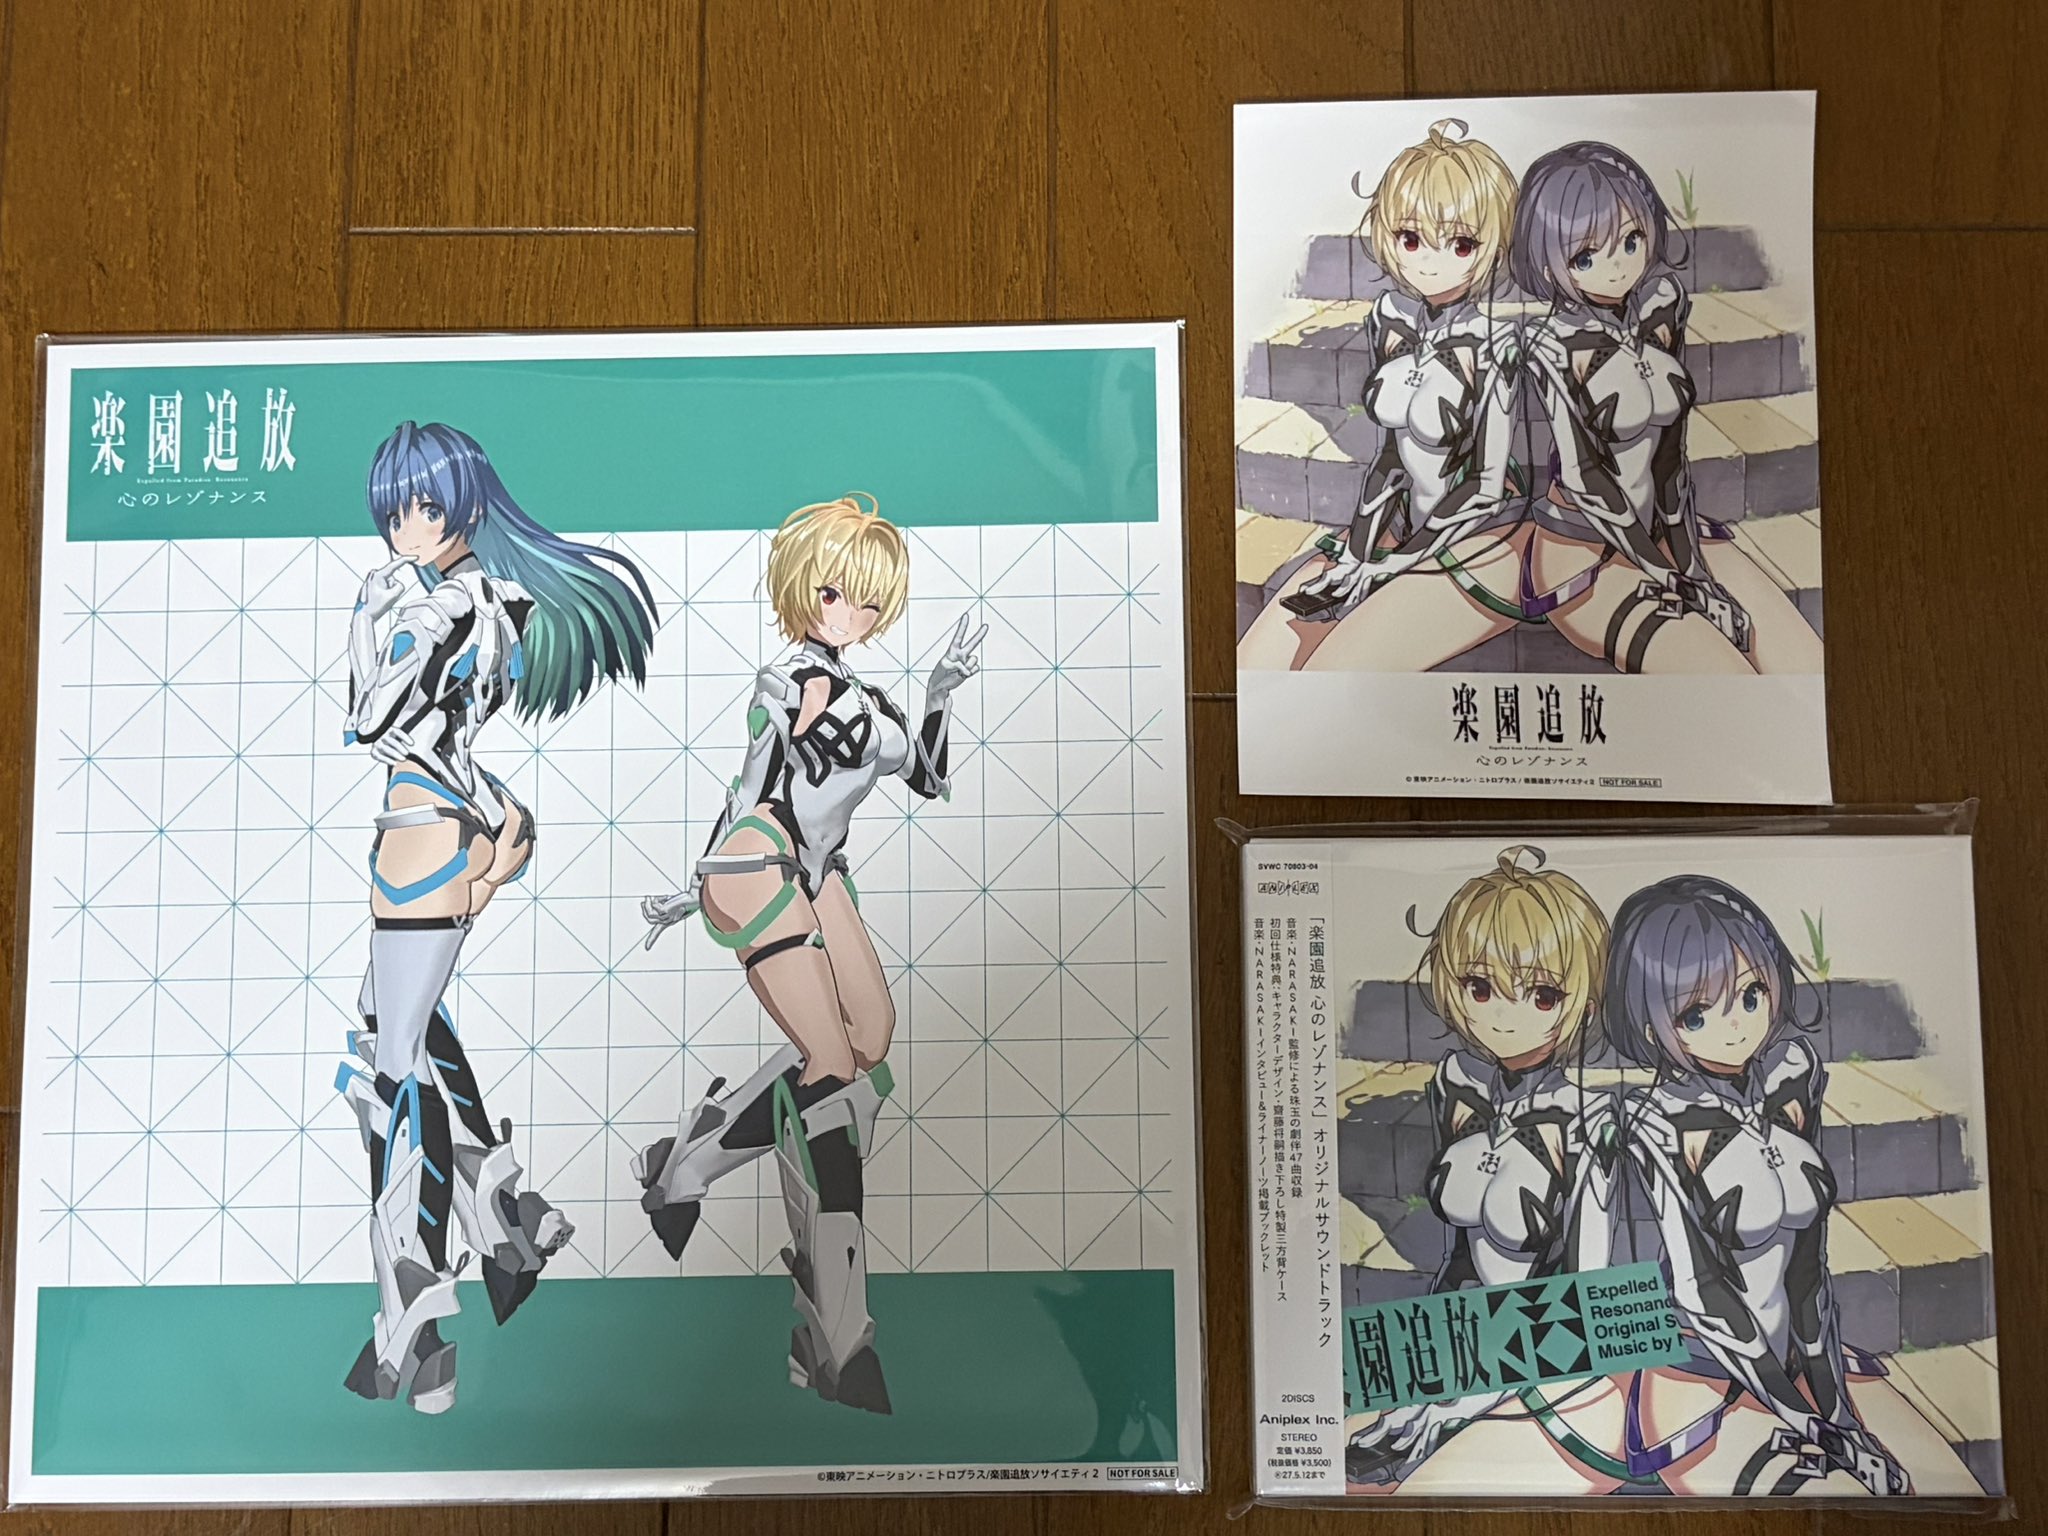 楽園追放
Expelled from Paradise Resonance
心のレゾナンス
©東映アニメーション・ニトロプラス/楽園追放ソサイエティ2 NOT FOR SALE
楽園追放
Expelled from Paradise Resonance
心のレゾナンス
©東映アニメーション・ニトロプラス/楽園追放ソサイエティ2 NOT FOR SALE
SVWC 70803-04
ANIPLEX
「楽園追放 心のレゾナンス」オリジナルサウンドトラック
音楽・NARASAKI監修による珠玉の劇伴47曲収録
初回仕様特典:キャラクターデザイン・齋藤将嗣描き下ろし特製三方背ケース
音楽・NARASAKIインタビュー&ライナーノーツ掲載ブックレット
2DISCS
Aniplex Inc.
STEREO
定価 ¥3,850
(税抜価格 ¥3,500)
®27.5.12まで
園追放
Expelled
Resonanc
Original S
Music by